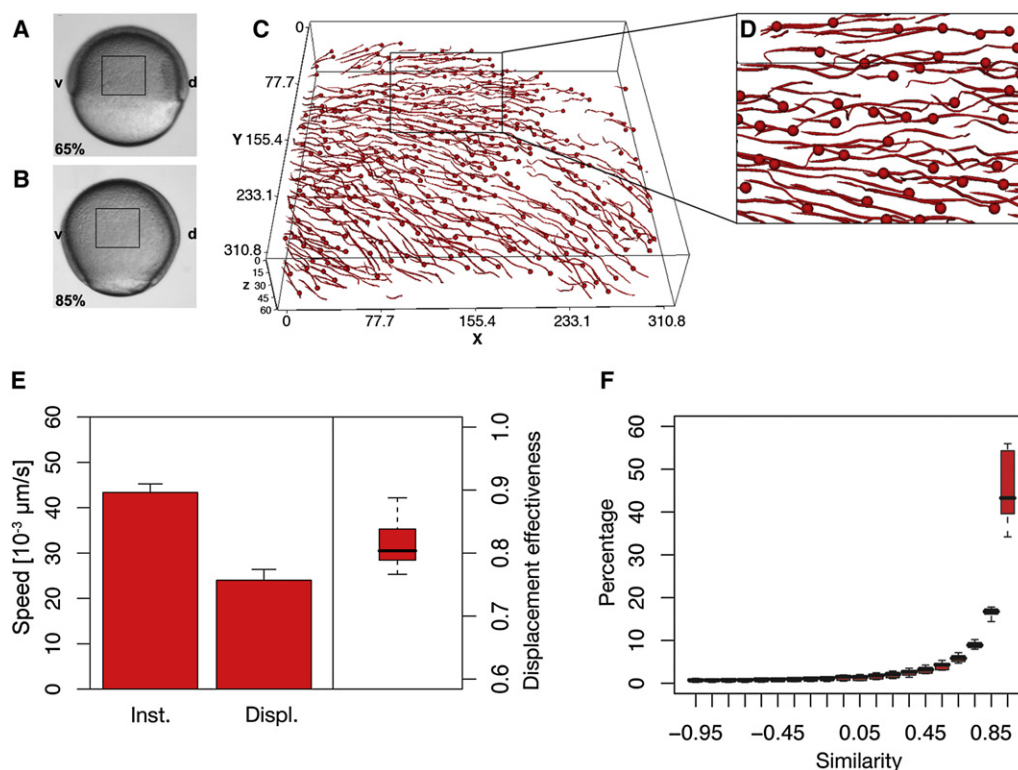 A
v
d
65%
B
v
d
85%
C
0
77.7
Y 155.4
233.1
310.8
0
15
Z 30
45
60
0
77.7
155.4
233.1
310.8
X
D
E
60
50
40
30
20
10
0
Speed [10⁻³ µm/s]
Inst.
Displ.
1.0
0.9
0.8
0.7
0.6
Displacement effectiveness
F
60
50
40
30
20
10
0
Percentage
−0.95
−0.45
0.05
0.45
0.85
Similarity